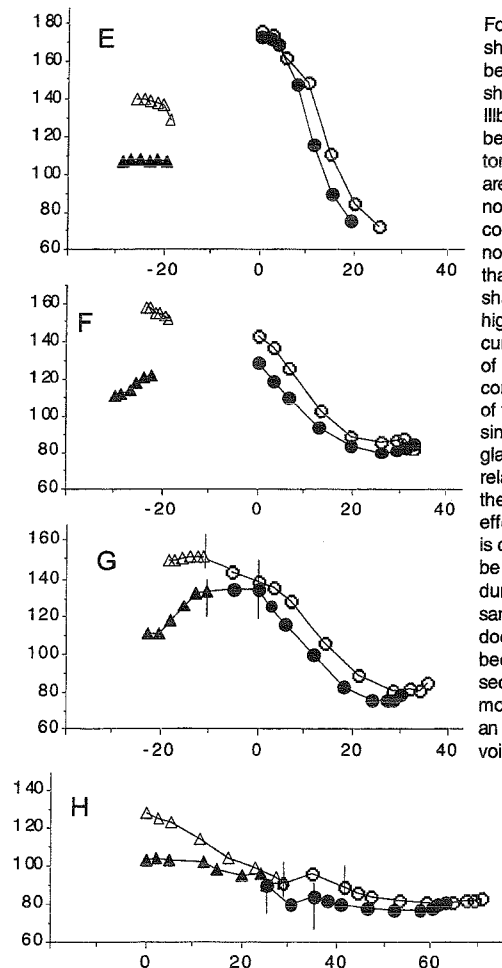 180
160
140
120
100
80
60
E
-20
0
20
40
160
140
120
100
80
60
F
-20
0
20
40
160
140
120
100
80
60
G
-20
0
20
40
120
100
80
60
H
0
20
40
60
Fo
sh
be
sh
IIIb
be
tor
are
no
co
no
tha
sha
hig
cur
of
cor
of t
sin
gla
rela
the
effe
is c
be
dur
sar
doe
bec
sec
mo
an
voi